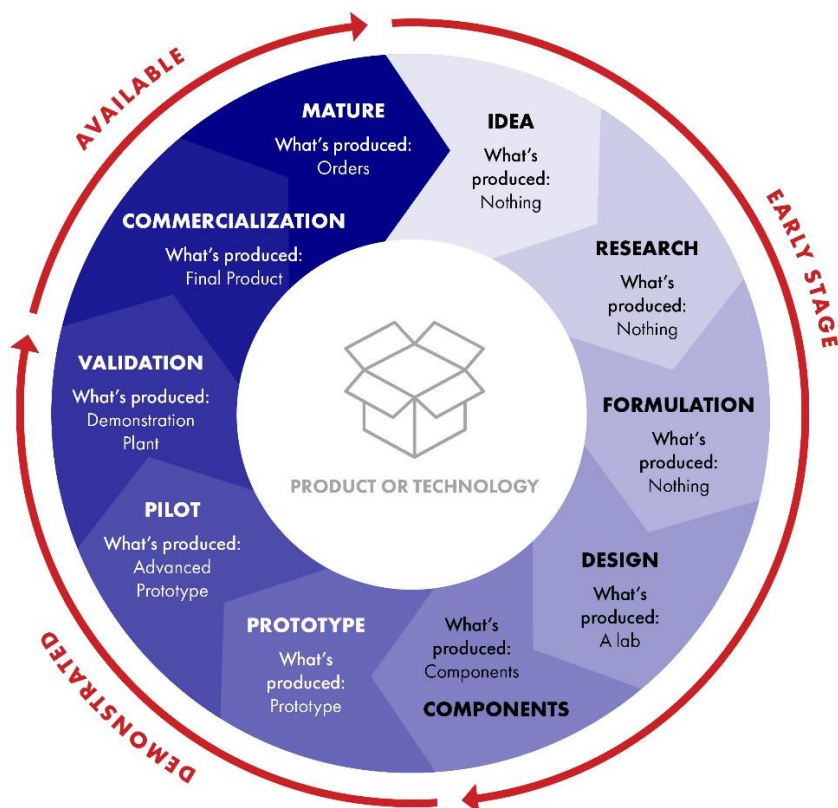 AVAILABLE
EARLY STAGE
DEMONSTRATED
IDEA
What's
produced:
Nothing
RESEARCH
What's
produced:
Nothing
FORMULATION
What's
produced:
Nothing
DESIGN
What's
produced:
A lab
What's
produced:
Components
COMPONENTS
PROTOTYPE
What's
produced:
Prototype
PILOT
What's produced:
Advanced
Prototype
VALIDATION
What's produced:
Demonstration
Plant
COMMERCIALIZATION
What's produced:
Final Product
MATURE
What's produced:
Orders
PRODUCT OR TECHNOLOGY